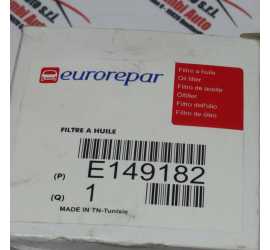 eurorepar
Filtre a huile
Oil filter
Filtro de aceite
Ölfilter
Filtro dell'olio
Filtro de óleo
FILTRE A HUILE
(P) E149182
(Q) 1
MADE IN TN-Tunisie